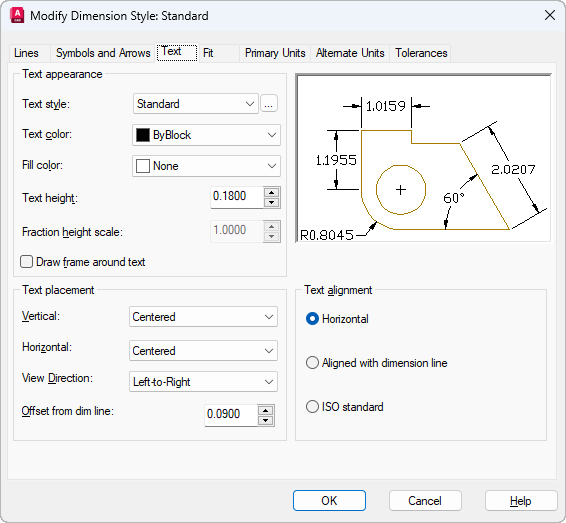 Modify Dimension Style: Standard
Lines Symbols and Arrows Text Fit Primary Units Alternate Units Tolerances
Text appearance
Text style: Standard ...
Text color: ByBlock
Fill color: None
Text height: 0.1800
Fraction height scale: 1.0000
Draw frame around text
1.0159
1.1955
2.0207
60°
R0.8045
Text placement
Vertical: Centered
Horizontal: Centered
View Direction: Left-to-Right
Offset from dim line: 0.0900
Text alignment
Horizontal
Aligned with dimension line
ISO standard
OK Cancel Help